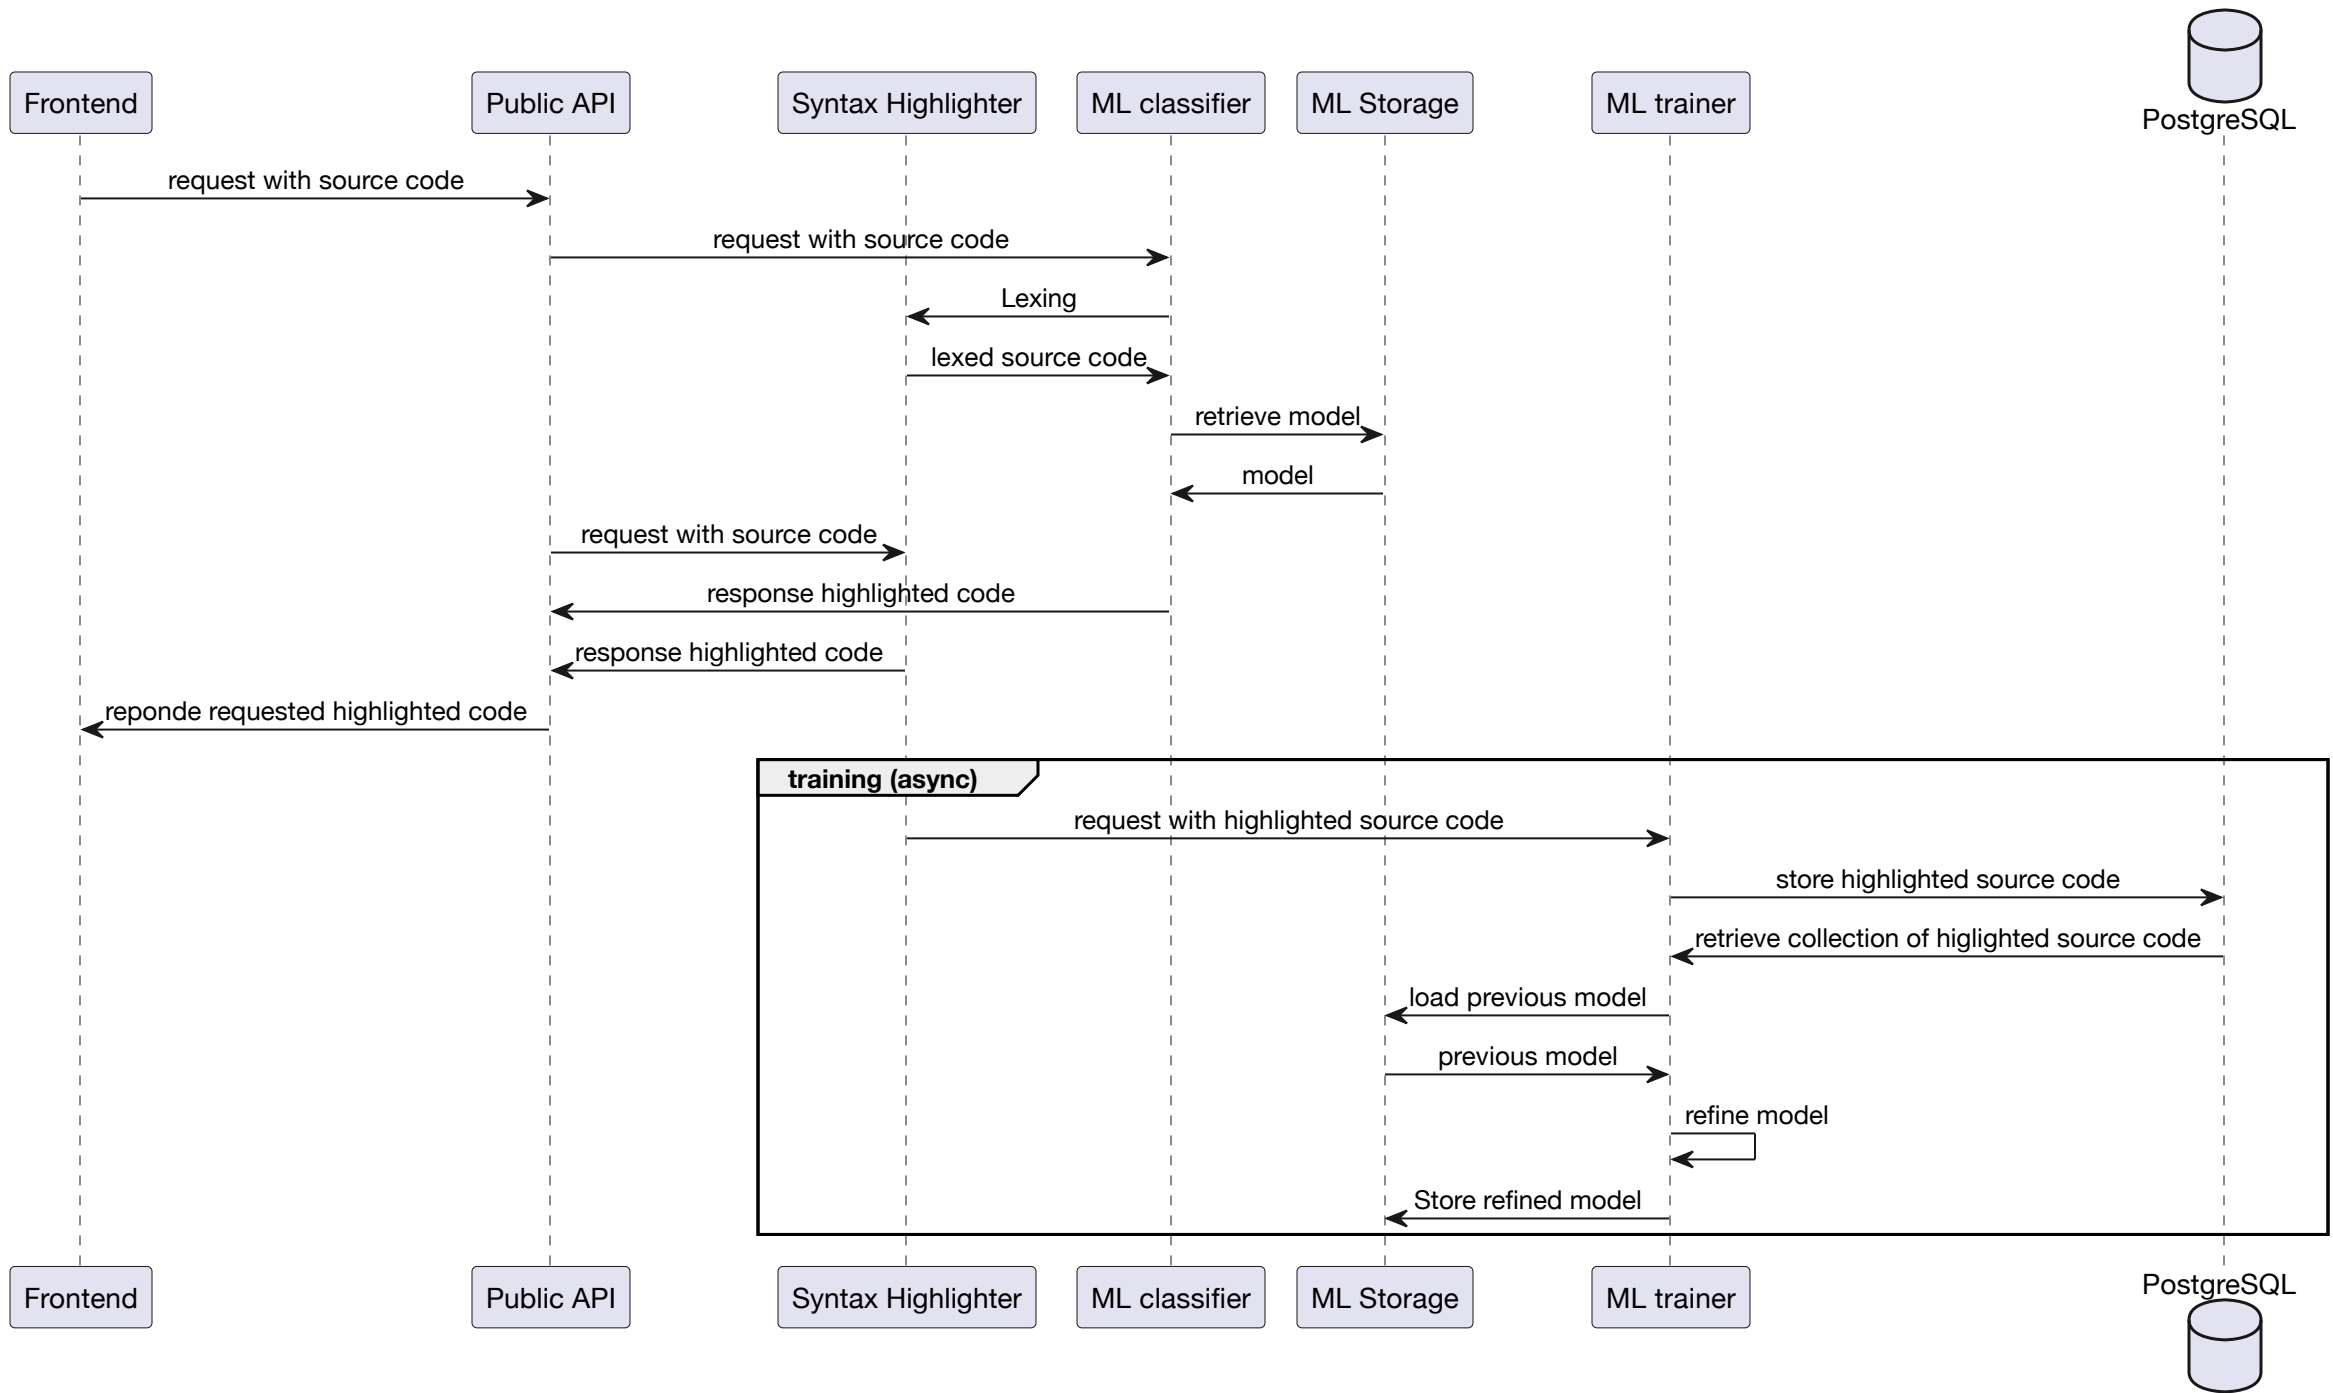 Frontend
Public API
Syntax Highlighter
ML classifier
ML Storage
ML trainer
PostgreSQL
request with source code
request with source code
Lexing
lexed source code
retrieve model
model
request with source code
response highlighted code
response highlighted code
reponde requested highlighted code
training (async)
request with highlighted source code
store highlighted source code
retrieve collection of higlighted source code
load previous model
previous model
refine model
Store refined model
Frontend
Public API
Syntax Highlighter
ML classifier
ML Storage
ML trainer
PostgreSQL